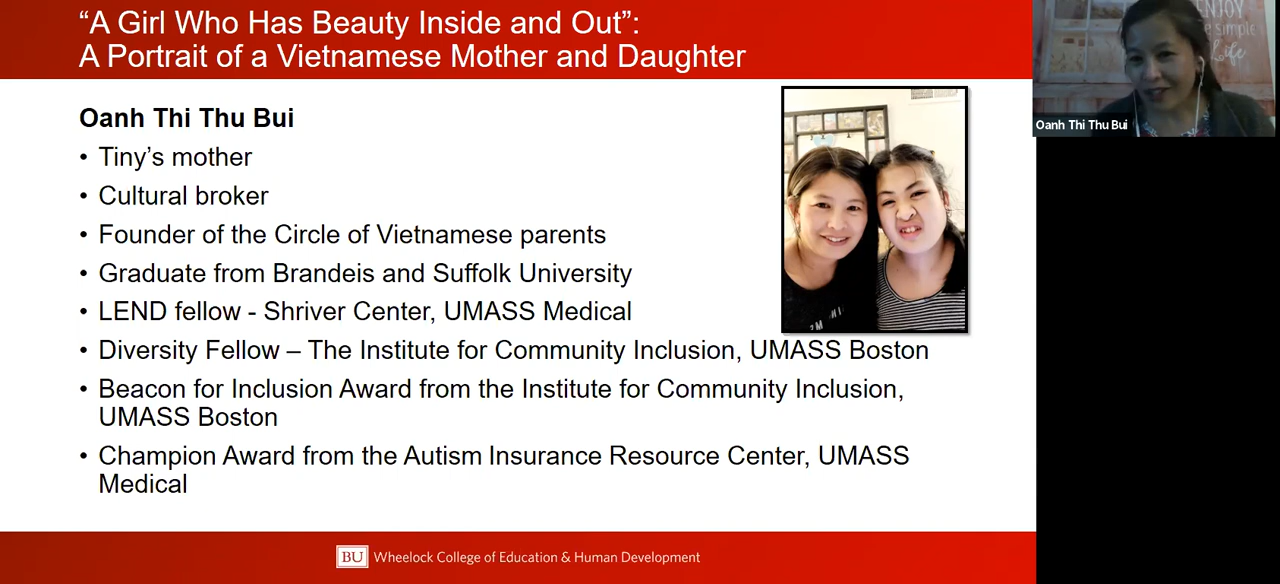 “A Girl Who Has Beauty Inside and Out”:
A Portrait of a Vietnamese Mother and Daughter
ENJOY
e simple
Life
Oanh Thi Thu Bui
Oanh Thi Thu Bui
• Tiny’s mother
• Cultural broker
• Founder of the Circle of Vietnamese parents
• Graduate from Brandeis and Suffolk University
• LEND fellow - Shriver Center, UMASS Medical
• Diversity Fellow – The Institute for Community Inclusion, UMASS Boston
• Beacon for Inclusion Award from the Institute for Community Inclusion,
UMASS Boston
• Champion Award from the Autism Insurance Resource Center, UMASS
Medical
BU Wheelock College of Education & Human Development